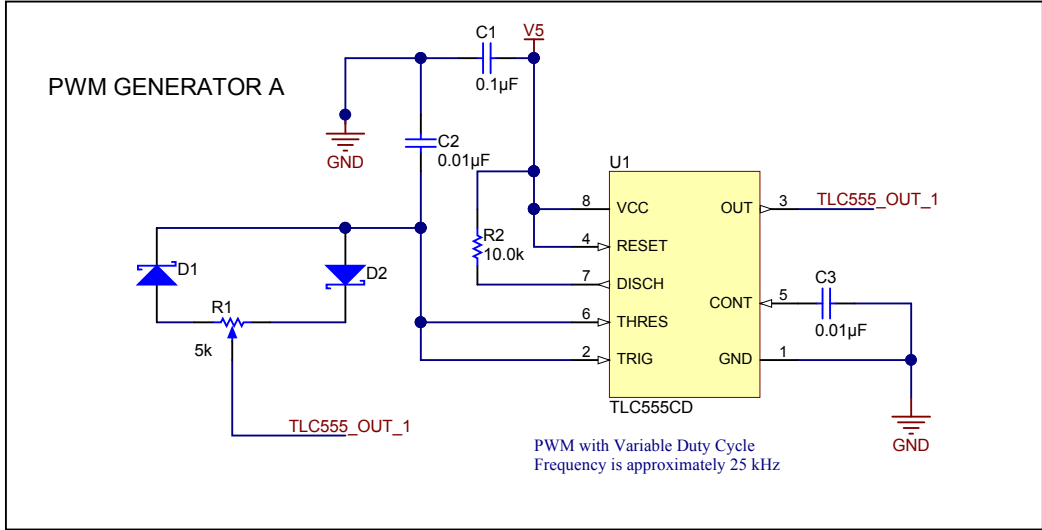 PWM GENERATOR A
C1
V5
0.1µF
GND
C2
0.01µF
U1
8
VCC
OUT
3
TLC555_OUT_1
4
RESET
R2
10.0k
7
DISCH
D1
D2
C3
CONT
5
0.01µF
R1
5k
6
THRES
2
TRIG
GND
1
TLC555CD
TLC555_OUT_1
GND
PWM with Variable Duty Cycle
Frequency is approximately 25 kHz